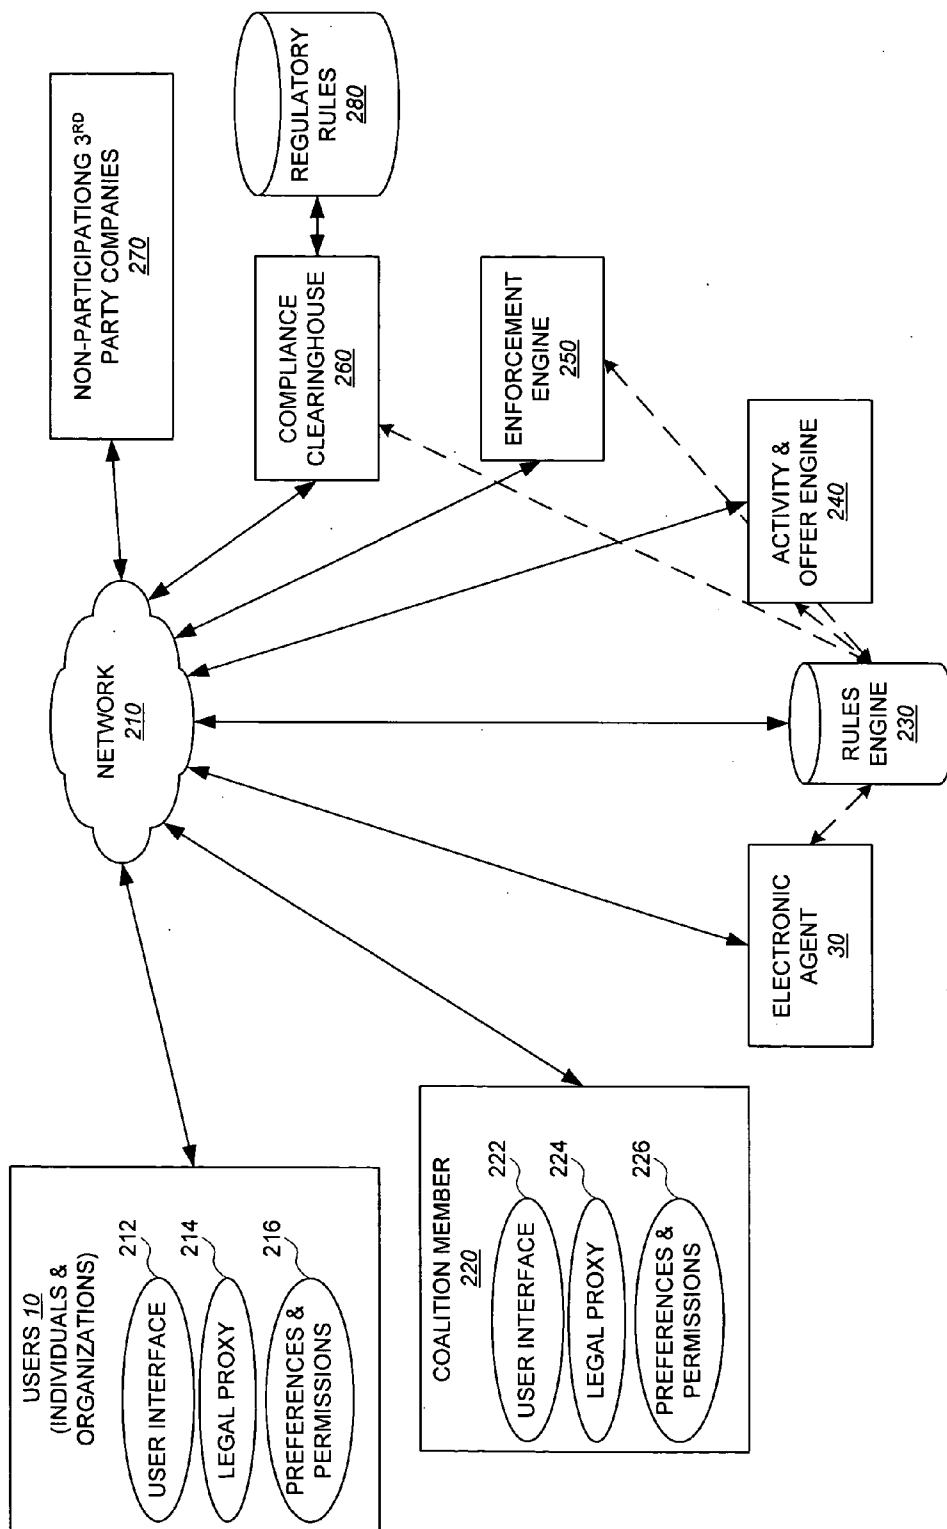 USERS 10
(INDIVIDUALS &
ORGANIZATIONS)
212
USER INTERFACE
214
LEGAL PROXY
216
PREFERENCES &
PERMISSIONS
COALITION MEMBER
220
222
USER INTERFACE
224
LEGAL PROXY
226
PREFERENCES &
PERMISSIONS
NETWORK
210
ELECTRONIC
AGENT
30
RULES
ENGINE
230
ACTIVITY &
OFFER ENGINE
240
ENFORCEMENT
ENGINE
250
COMPLIANCE
CLEARINGHOUSE
260
NON-PARTICIPATIONG 3RD
PARTY COMPANIES
270
REGULATORY
RULES
280